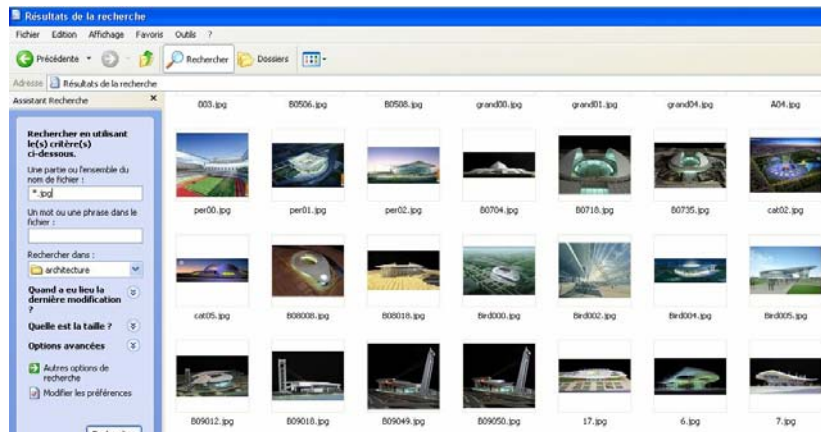 Résultats de la recherche
Fichier Edition Affichage Favoris Outils ?
Précédente Rechercher Dossiers
Adresse Résultats de la recherche
Assistant Recherche
Rechercher en utilisant
le(s) critère(s)
ci-dessous.
Une partie ou l'ensemble du
nom de fichier :
*.jpg
Un mot ou une phrase dans le
fichier :
Rechercher dans :
architecture
Quand a eu lieu la
dernière modification
?
Quelle est la taille ?
Options avancées
Autres options de
recherche
Modifier les préférences
003.jpg B0506.jpg B0508.jpg grand00.jpg grand01.jpg grand04.jpg A04.jpg
per00.jpg per01.jpg per02.jpg B0704.jpg B0718.jpg B0735.jpg cat02.jpg
cat05.jpg B08008.jpg B08018.jpg Bird000.jpg Bird002.jpg Bird004.jpg Bird005.jpg
B09012.jpg B09018.jpg B09049.jpg B09050.jpg 17.jpg 6.jpg 7.jpg